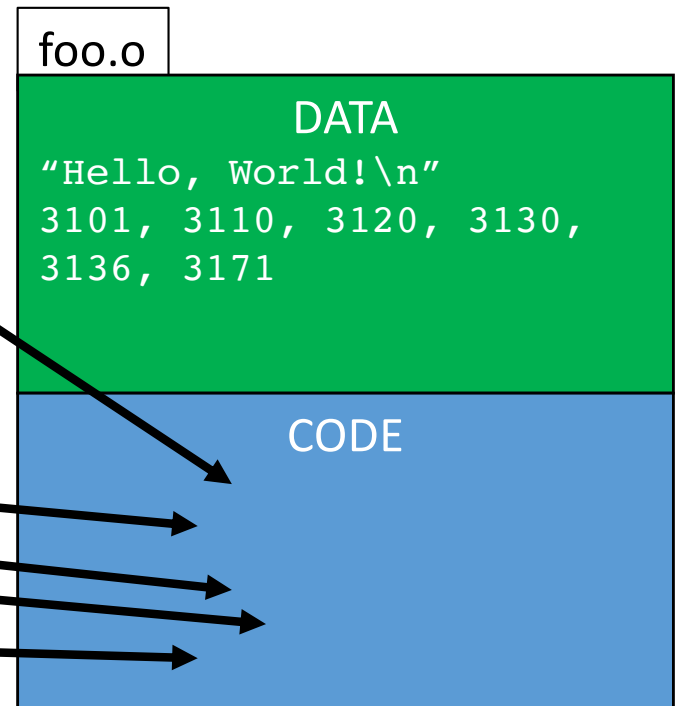 foo.o
DATA
“Hello, World!\n”
3101, 3110, 3120, 3130,
3136, 3171
CODE